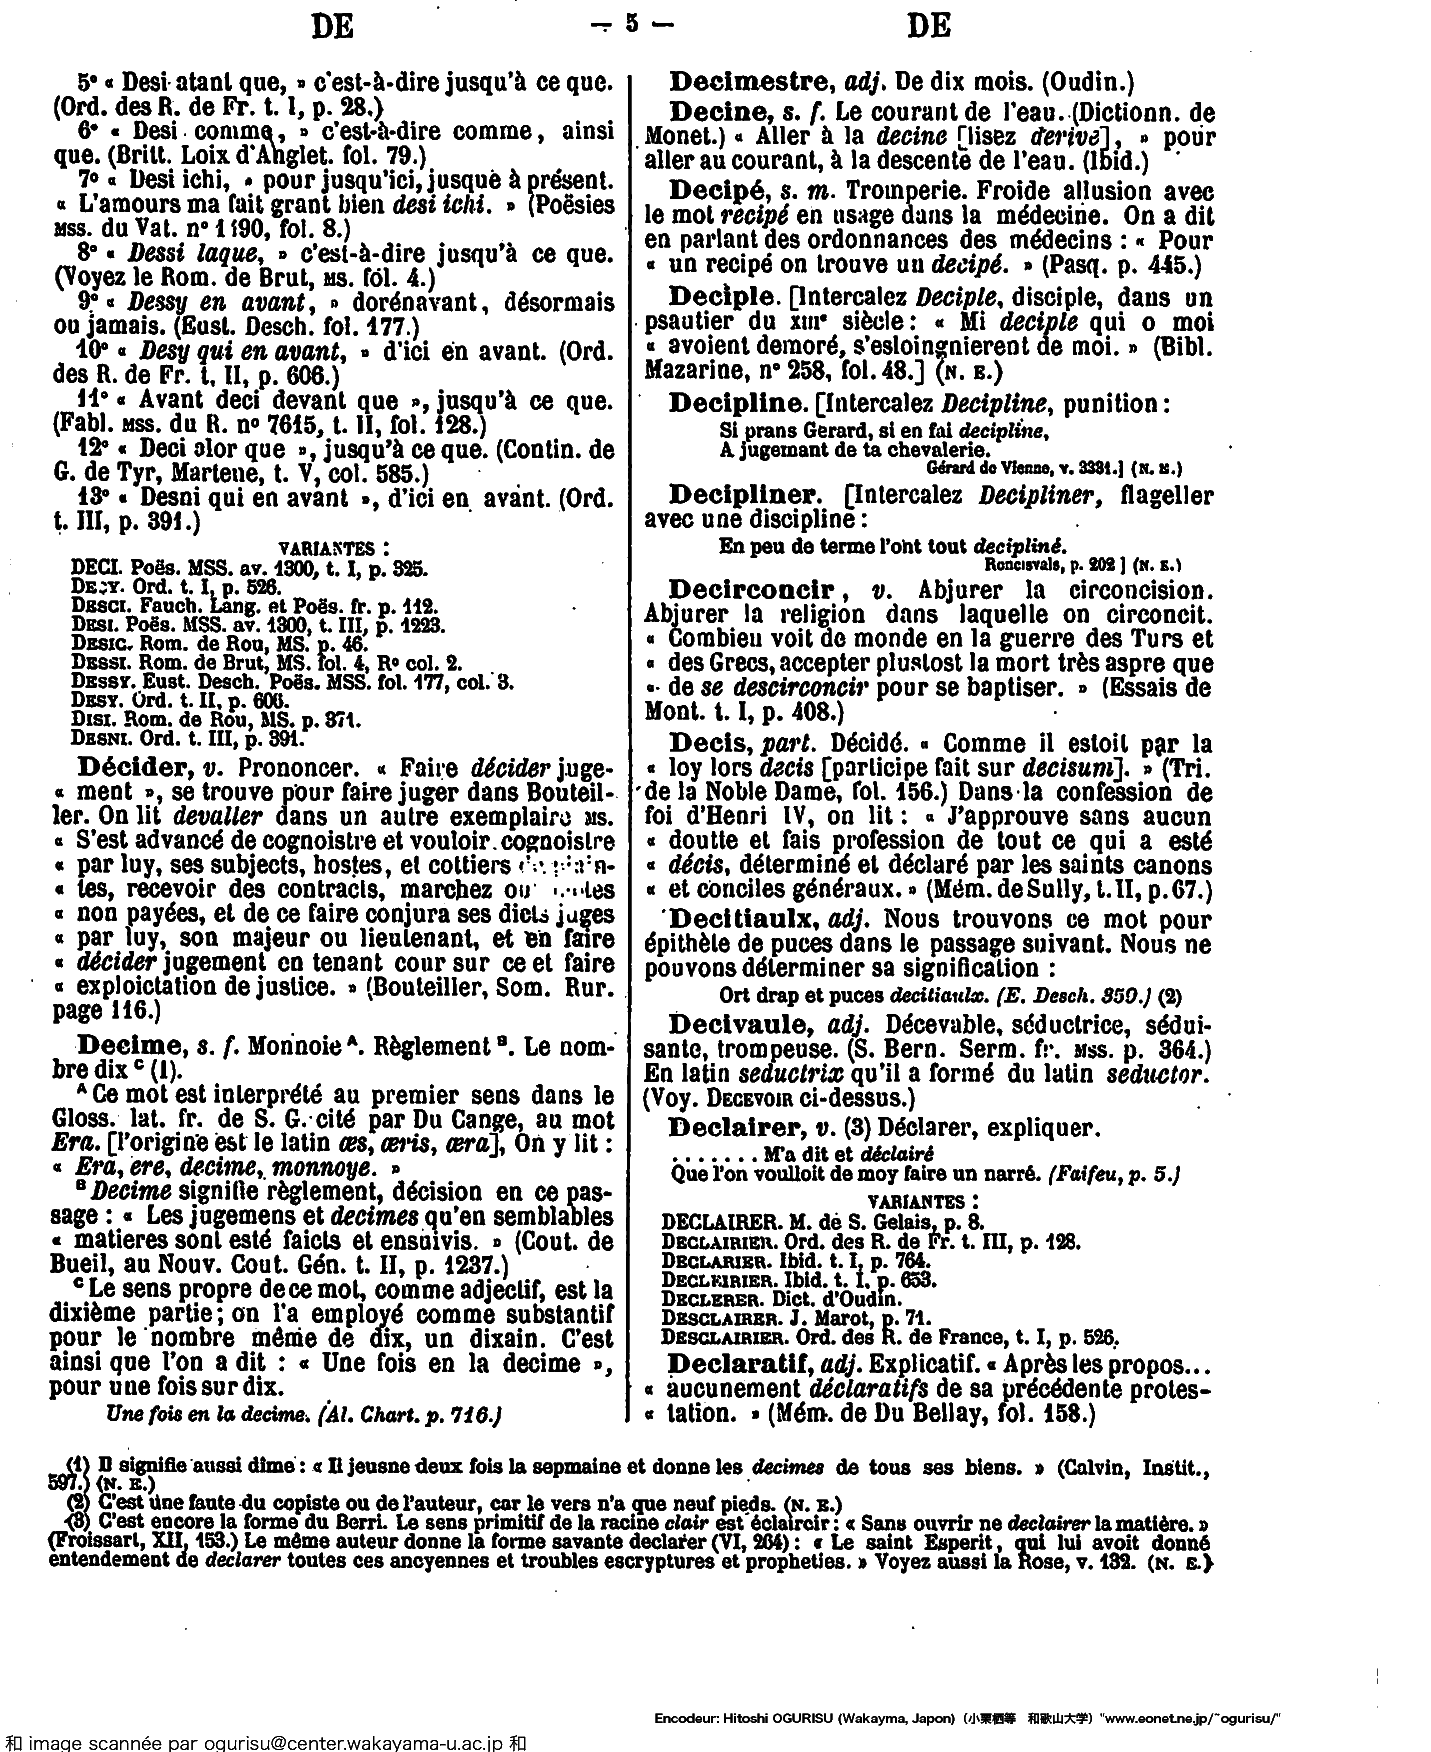 DE — 5 — DE
5° « Desi atant que, » c'est-à-dire jusqu'à ce que.
(Ord. des R. de Fr. t. I, p. 28.)
6° « Desi comme, » c'est-à-dire comme, ainsi
que. (Britt. Loix d'Anglet. fol. 79.)
7° « Desi ichi, » pour jusqu'ici, jusque à présent.
« L'amours ma fait grant bien desi ichi. » (Poësies
MSS. du Vat. n° 1190, fol. 8.)
8° « Dessi laque, » c'est-à-dire jusqu'à ce que.
(Voyez le Rom. de Brut, MS. fol. 4.)
9° « Dessy en avant, » dorénavant, désormais
ou jamais. (Eust. Desch. fol. 177.)
10° « Desy qui en avant, » d'ici en avant. (Ord.
des R. de Fr. t. II, p. 606.)
11° « Avant deci devant que », jusqu'à ce que.
(Fabl. MSS. du R. n° 7615, t. II, fol. 128.)
12° « Deci alor que », jusqu'à ce que. (Contin. de
G. de Tyr, Martene, t. V, col. 585.)
13° « Desni qui en avant », d'ici en avant. (Ord.
t. III, p. 391.)
VARIANTES :
DECI. Poës. MSS. av. 1300, t. I, p. 325.
DECY. Ord. t. I, p. 526.
DESCI. Fauch. Lang. et Poës. fr. p. 112.
DESI. Poës. MSS. av. 1300, t. III, p. 1223.
DESIC. Rom. de Rou, MS. p. 46.
DESSI. Rom. de Brut, MS. fol. 4, R° col. 2.
DESSY. Eust. Desch. Poës. MSS. fol. 177, col. 3.
DESY. Ord. t. II, p. 606.
DISI. Rom. de Rou, MS. p. 371.
DESNI. Ord. t. III, p. 391.
Décider, v. Prononcer. « Faire décider juge-
« ment », se trouve pour faire juger dans Bouteil-
ler. On lit devaller dans un autre exemplaire MS.
« S'est advancé de cognoistre et vouloir cognoistre
« par luy, ses subjects, hostes, et cottiers
« tes, recevoir des contracts, marchez ou
« non payées, et de ce faire conjura ses dicts juges
« par luy, son majeur ou lieutenant, et en faire
« décider jugement en tenant cour sur ce et faire
« exploictation de justice. » (Bouteiller, Som. Rur.
page 116.)
Decime, s. f. Monnoie A. Règlement B. Le nom-
bre dix C (1).
A Ce mot est interprété au premier sens dans le
Gloss. lat. fr. de S. G. cité par Du Cange, au mot
Era. [l'origine est le latin æs, æris, æra], On y lit :
« Era, ere, decime, monnoye. »
B Decime signifie règlement, décision en ce pas-
sage : « Les jugemens et decimes qu'en semblables
« matieres sont esté faicts et ensuivis. » (Cout. de
Bueil, au Nouv. Cout. Gén. t. II, p. 1237.)
C Le sens propre de ce mot, comme adjectif, est la
dixième partie ; on l'a employé comme substantif
pour le nombre même de dix, un dixain. C'est
ainsi que l'on a dit : « Une fois en la decime »,
pour une fois sur dix.
Une fois en la decime. (Al. Chart. p. 716.)
Decimestre, adj. De dix mois. (Oudin.)
Decine, s. f. Le courant de l'eau. (Dictionn. de
Monet.) « Aller à la decine [lisez derive], » pour
aller au courant, à la descente de l'eau. (Ibid.)
Decipé, s. m. Tromperie. Froide allusion avec
le mot recipé en usage dans la médecine. On a dit
en parlant des ordonnances des médecins : « Pour
« un recipé on trouve un decipé. » (Pasq. p. 445.)
Deciple. [Intercalez Deciple, disciple, dans un
psautier du XIIIe siècle : « Mi deciple qui o moi
« avoient demoré, s'esloingnierent de moi. » (Bibl.
Mazarine, n° 258, fol. 48.] (N. E.)
Decipline. [Intercalez Decipline, punition :
Si prans Gerard, si en fai decipline,
A jugemant de ta chevalerie.
Gérard de Vienne, v. 3331.] (N. E.)
Decipliner. [Intercalez Decipliner, flageller
avec une discipline :
En peu de terme l'ont tout decipliné.
Roncisvals, p. 202 ] (N. E.)
Decirconcir, v. Abjurer la circoncision.
Abjurer la religion dans laquelle on circoncit.
« Combien voit de monde en la guerre des Turs et
« des Grecs, accepter plustost la mort très aspre que
« de se descirconcir pour se baptiser. » (Essais de
Mont. t. I, p. 408.)
Decis, part. Décidé. « Comme il estoit par la
« loy lors decis [participe fait sur decisum]. » (Tri.
de la Noble Dame, fol. 156.) Dans la confession de
foi d'Henri IV, on lit : « J'approuve sans aucun
« doutte et fais profession de tout ce qui a esté
« décis, déterminé et déclaré par les saints canons
« et conciles généraux. » (Mém. de Sully, t. II, p. 67.)
Decitiaulx, adj. Nous trouvons ce mot pour
épithète de puces dans le passage suivant. Nous ne
pouvons déterminer sa signification :
Ort drap et puces decitiaulx. (E. Desch. 359.) (2)
Decivaule, adj. Décevable, séductrice, sédui-
sante, trompeuse. (S. Bern. Serm. fr. MSS. p. 364.)
En latin seductrix qu'il a formé du latin seductor.
(Voy. DECEVOIR ci-dessus.)
Declairer, v. (3) Déclarer, expliquer.
. . . . . . . M'a dit et déclairé
Que l'on voulloit de moy faire un narré. (Faifeu, p. 5.)
VARIANTES :
DECLAIRER. M. de S. Gelais, p. 8.
DECLAIRIER. Ord. des R. de Fr. t. III, p. 128.
DECLARIER. Ibid. t. I, p. 764.
DECLEIRIER. Ibid. t. I, p. 653.
DECLERER. Dict. d'Oudin.
DESCLAIRER. J. Marot, p. 71.
DESCLAIRIER. Ord. des R. de France, t. I, p. 526.
Declaratif, adj. Explicatif. « Après les propos...
« aucunement déclaratifs de sa précédente protes-
« tation. » (Mém. de Du Bellay, fol. 158.)
(1) Il signifie aussi dîme : « Il jeusne deux fois la sepmaine et donne les decimes de tous ses biens. » (Calvin, Instit.,
597.) (N. E.)
(2) C'est une faute du copiste ou de l'auteur, car le vers n'a que neuf pieds. (N. E.)
(3) C'est encore la forme du Berri. Le sens primitif de la racine clair est éclaircir : « Sans ouvrir ne declairer la matière. »
(Froissart, XII, 153.) Le même auteur donne la forme savante declarer (VI, 264) : « Le saint Esperit, qui lui avoit donné
entendement de declarer toutes ces ancyennes et troubles escryptures et propheties. » Voyez aussi la Rose, v. 132. (N. E.)
Encodeur: Hitoshi OGURISU (Wakayma, Japon) (小栗栖等 和歌山大学) "www.eonet.ne.jp/~ogurisu/"
和 image scannée par ogurisu@center.wakayama-u.ac.jp 和